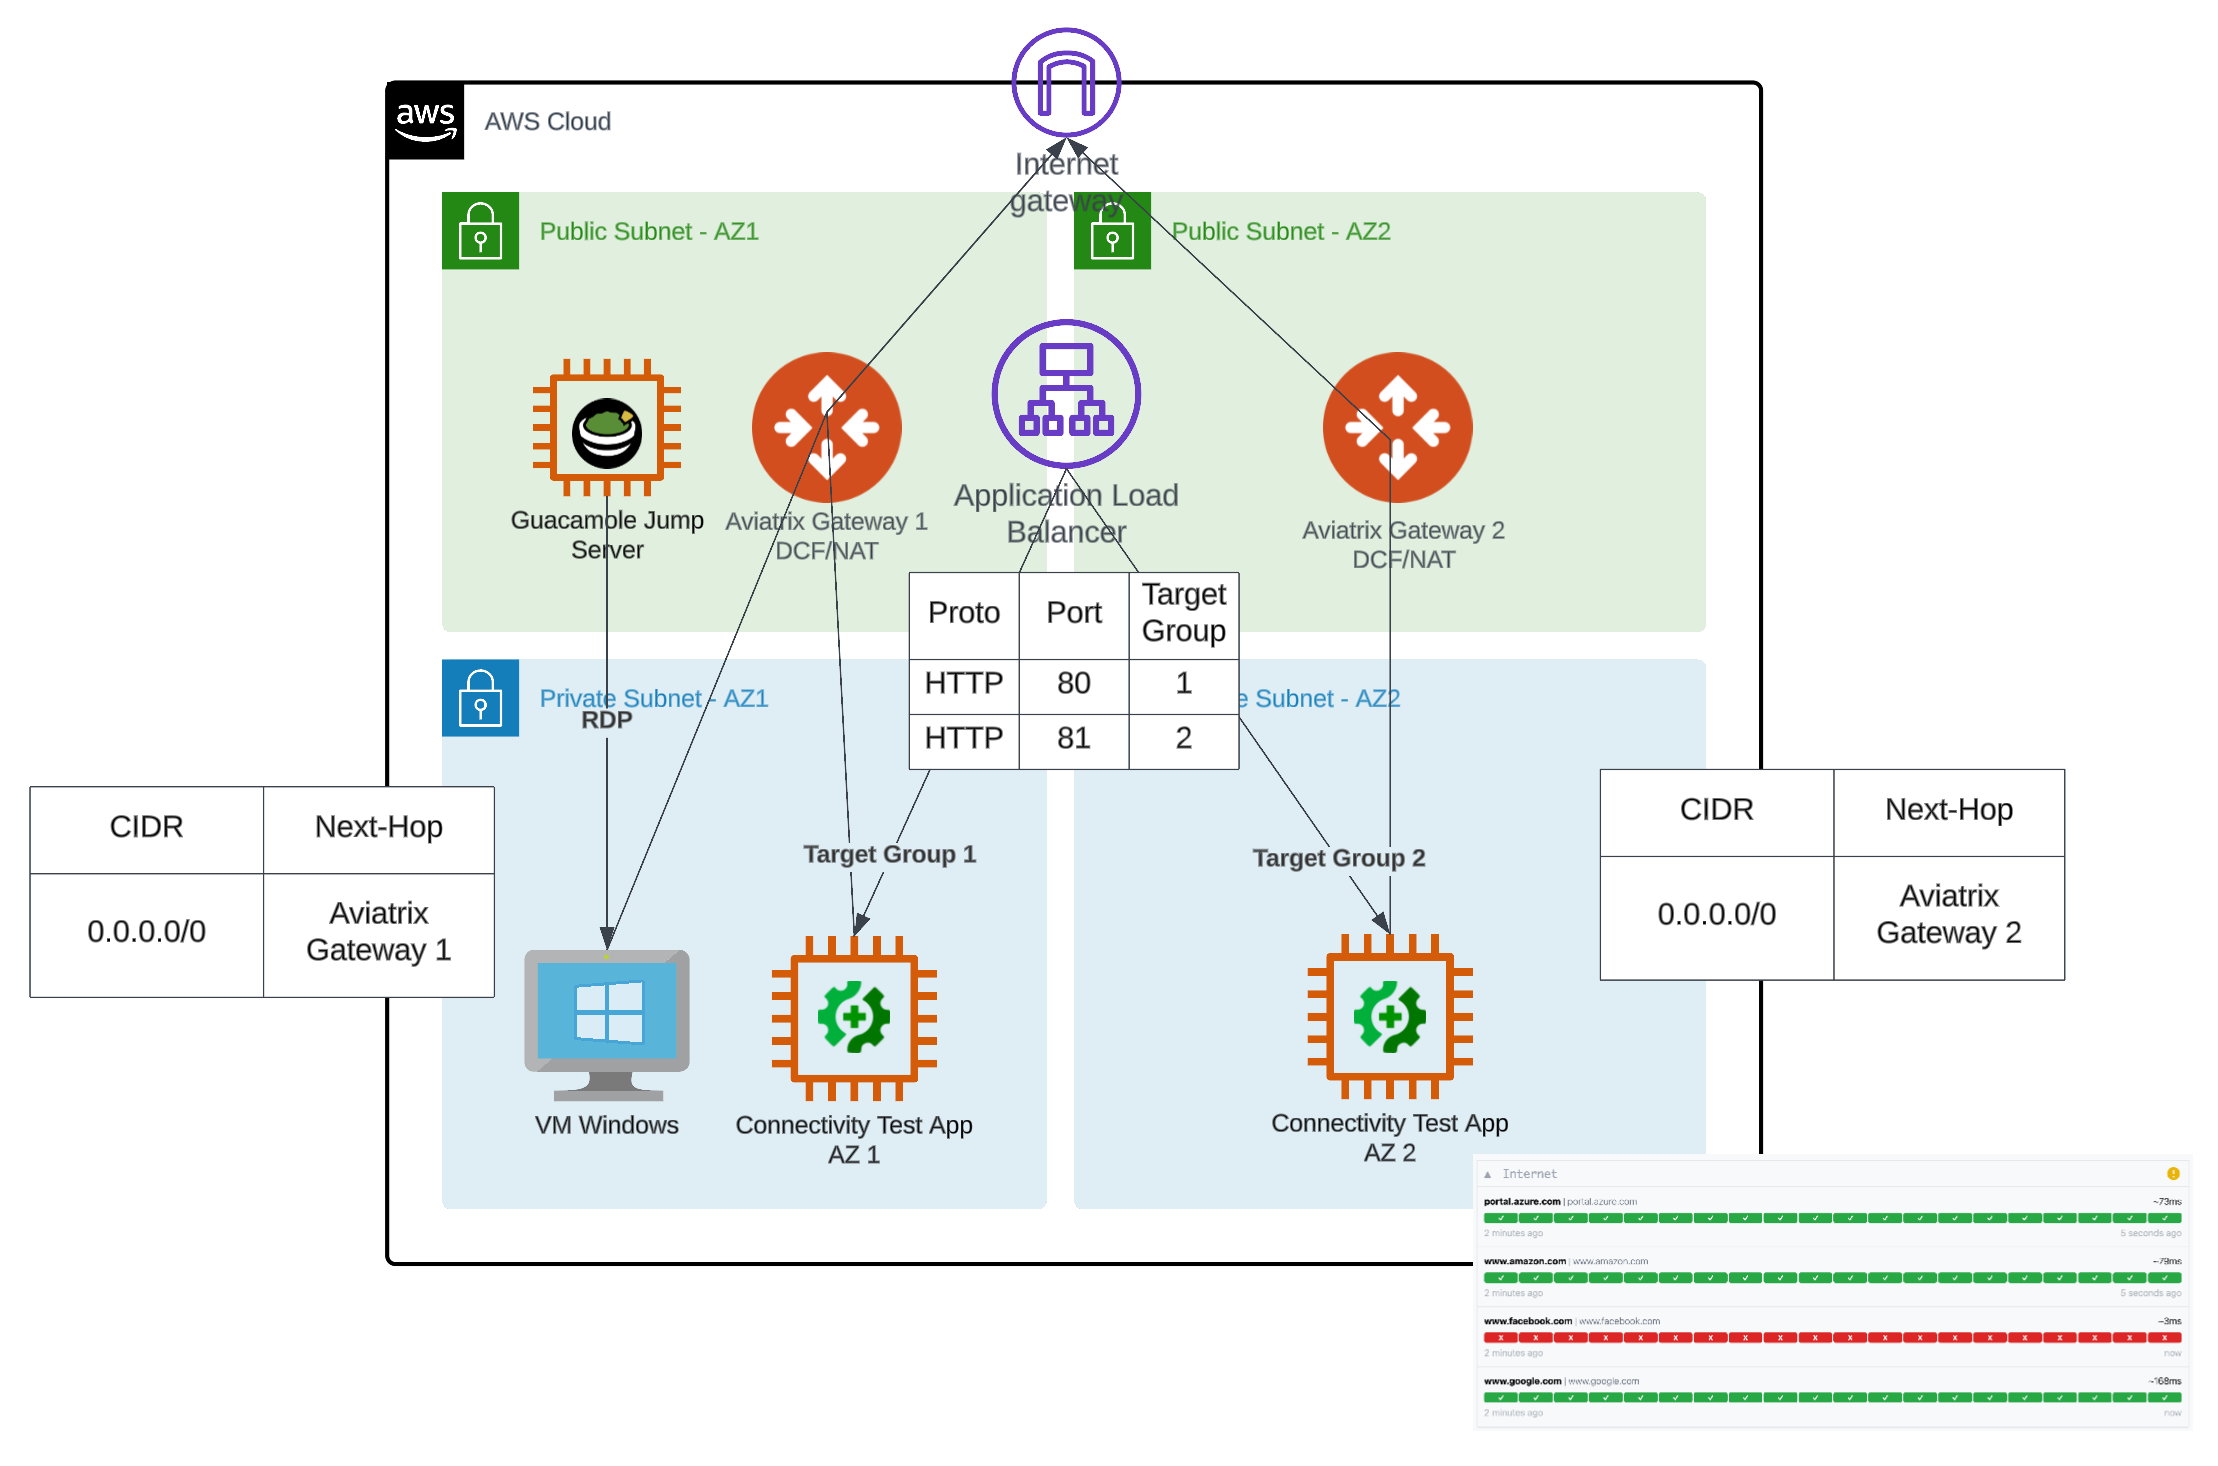 aws
AWS Cloud
Internet
gateway
Public Subnet - AZ1
Public Subnet - AZ2
Guacamole Jump
Server
Aviatrix Gateway 1
DCF/NAT
Application Load
Balancer
Aviatrix Gateway 2
DCF/NAT
Proto Port Target Group
HTTP 80 1
HTTP 81 2
Private Subnet - AZ1
e Subnet - AZ2
RDP
CIDR Next-Hop
0.0.0.0/0 Aviatrix Gateway 1
CIDR Next-Hop
0.0.0.0/0 Aviatrix Gateway 2
Target Group 1
Target Group 2
VM Windows
Connectivity Test App
AZ 1
Connectivity Test App
AZ 2
Internet
portal.azure.com | portal.azure.com ~73ms
2 minutes ago 5 seconds ago
www.amazon.com | www.amazon.com ~79ms
2 minutes ago 5 seconds ago
www.facebook.com | www.facebook.com ~3ms
2 minutes ago now
www.google.com | www.google.com ~168ms
2 minutes ago now